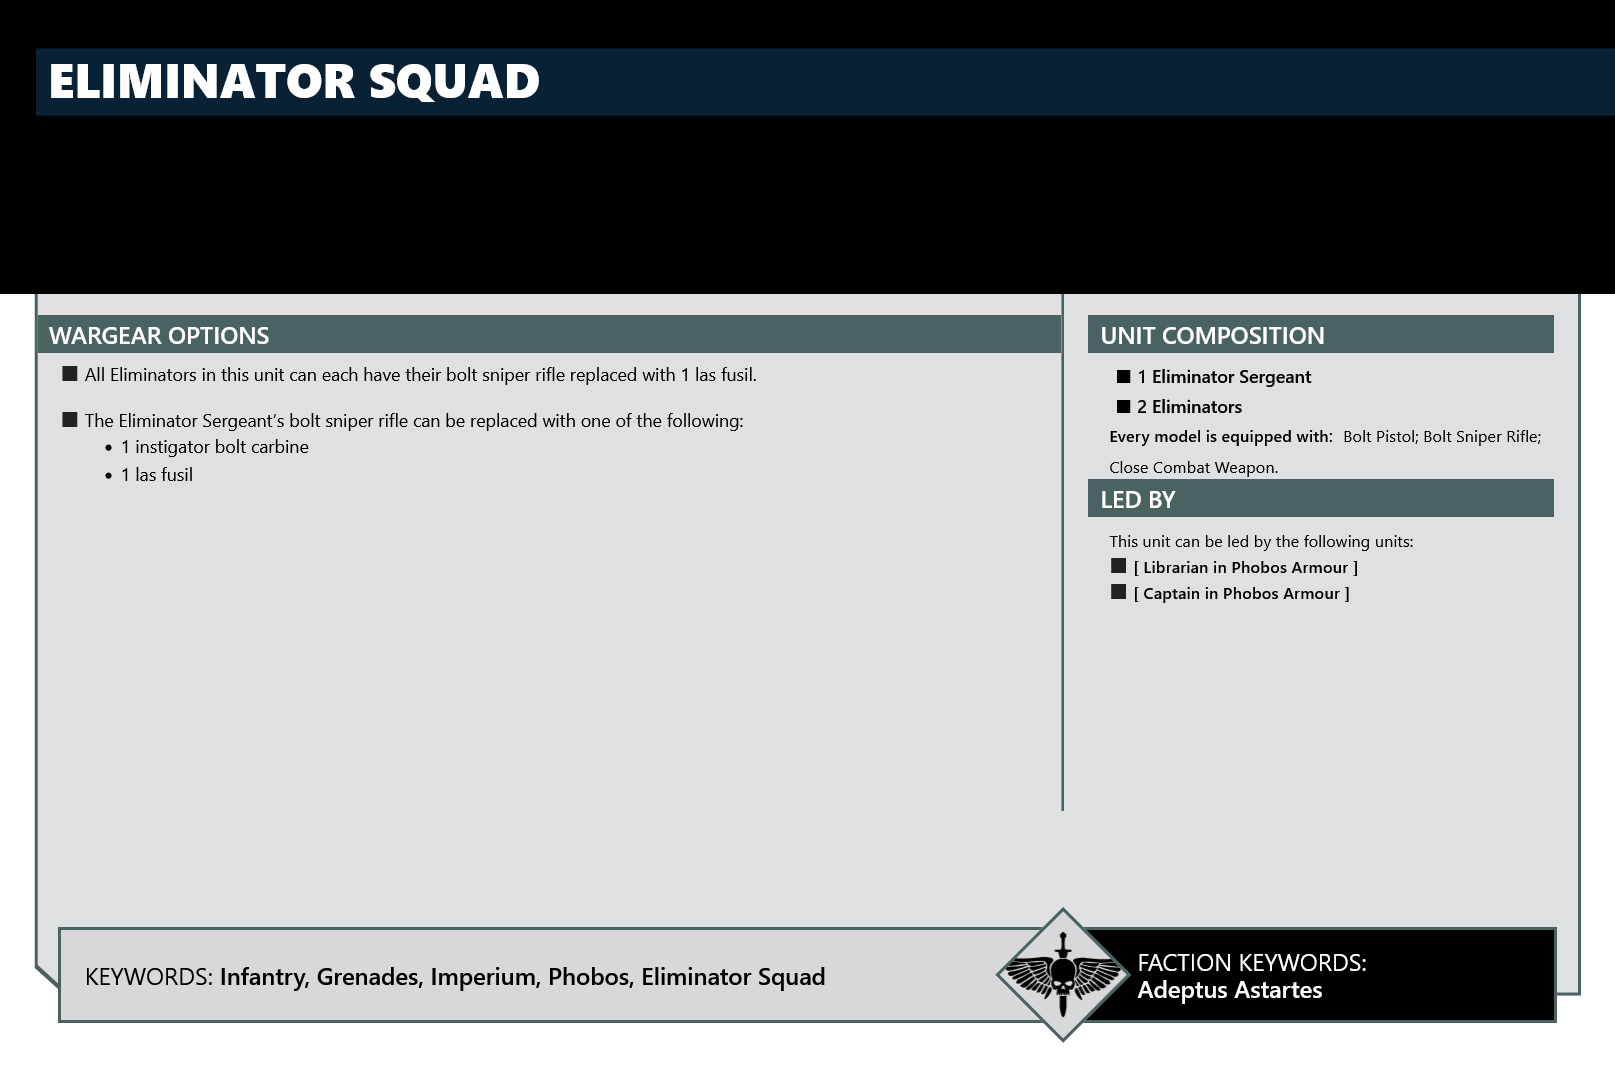 ELIMINATOR SQUAD
WARGEAR OPTIONS
■ All Eliminators in this unit can each have their bolt sniper rifle replaced with 1 las fusil.
■ The Eliminator Sergeant’s bolt sniper rifle can be replaced with one of the following:
• 1 instigator bolt carbine
• 1 las fusil
UNIT COMPOSITION
■ 1 Eliminator Sergeant
■ 2 Eliminators
Every model is equipped with: Bolt Pistol; Bolt Sniper Rifle;
Close Combat Weapon.
LED BY
This unit can be led by the following units:
■ [ Librarian in Phobos Armour ]
■ [ Captain in Phobos Armour ]
KEYWORDS: Infantry, Grenades, Imperium, Phobos, Eliminator Squad
FACTION KEYWORDS:
Adeptus Astartes